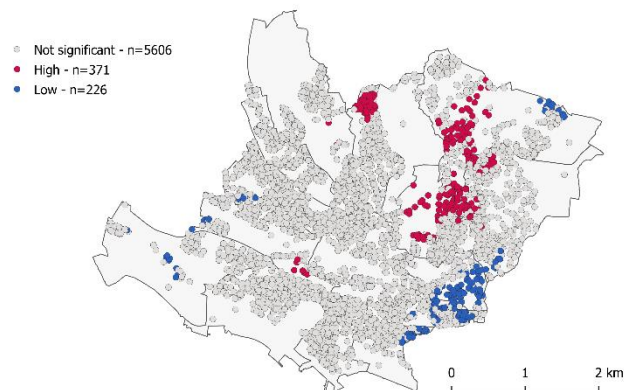 Not significant - n=5606
High - n=371
Low - n=226
0 1 2 km